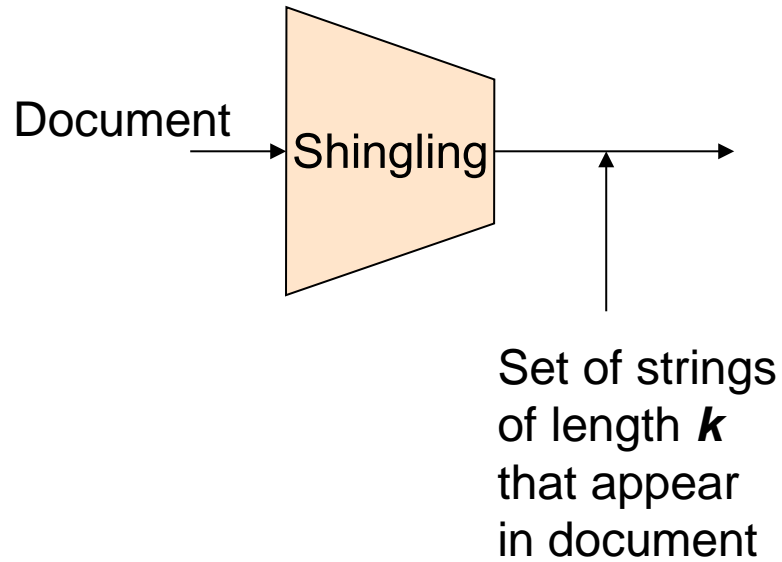 Document
Shingling
Set of strings
of length k
that appear
in document